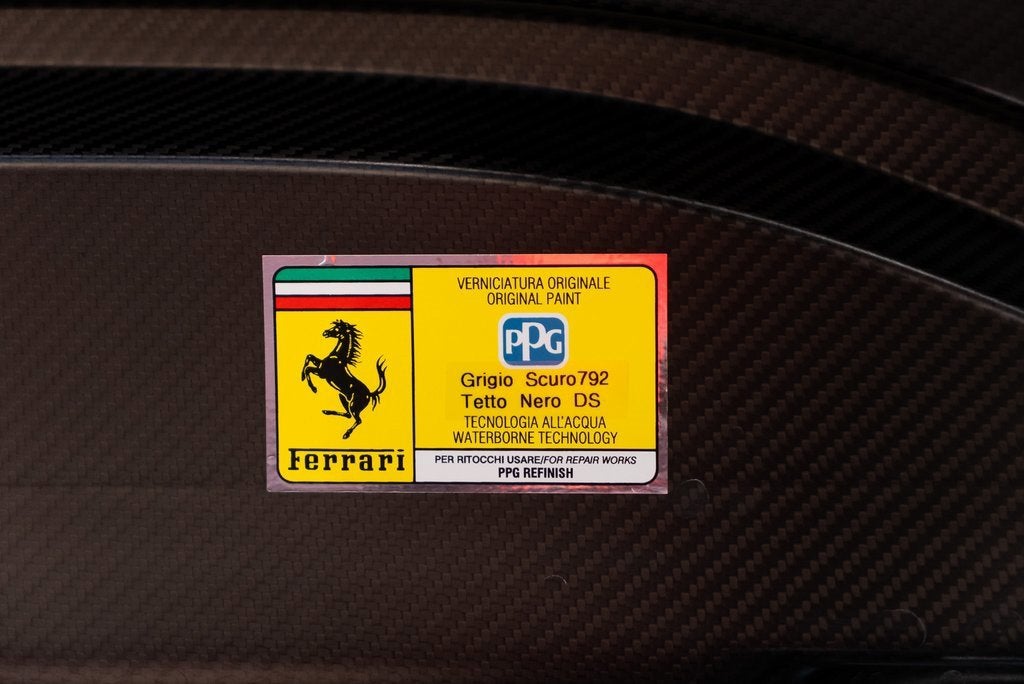 VERNICIATURA ORIGINALE
ORIGINAL PAINT
PPG
Grigio Scuro792
Tetto Nero DS
TECNOLOGIA ALL'ACQUA
WATERBORNE TECHNOLOGY
Ferrari
PER RITOCCHI USARE/FOR REPAIR WORKS
PPG REFINISH